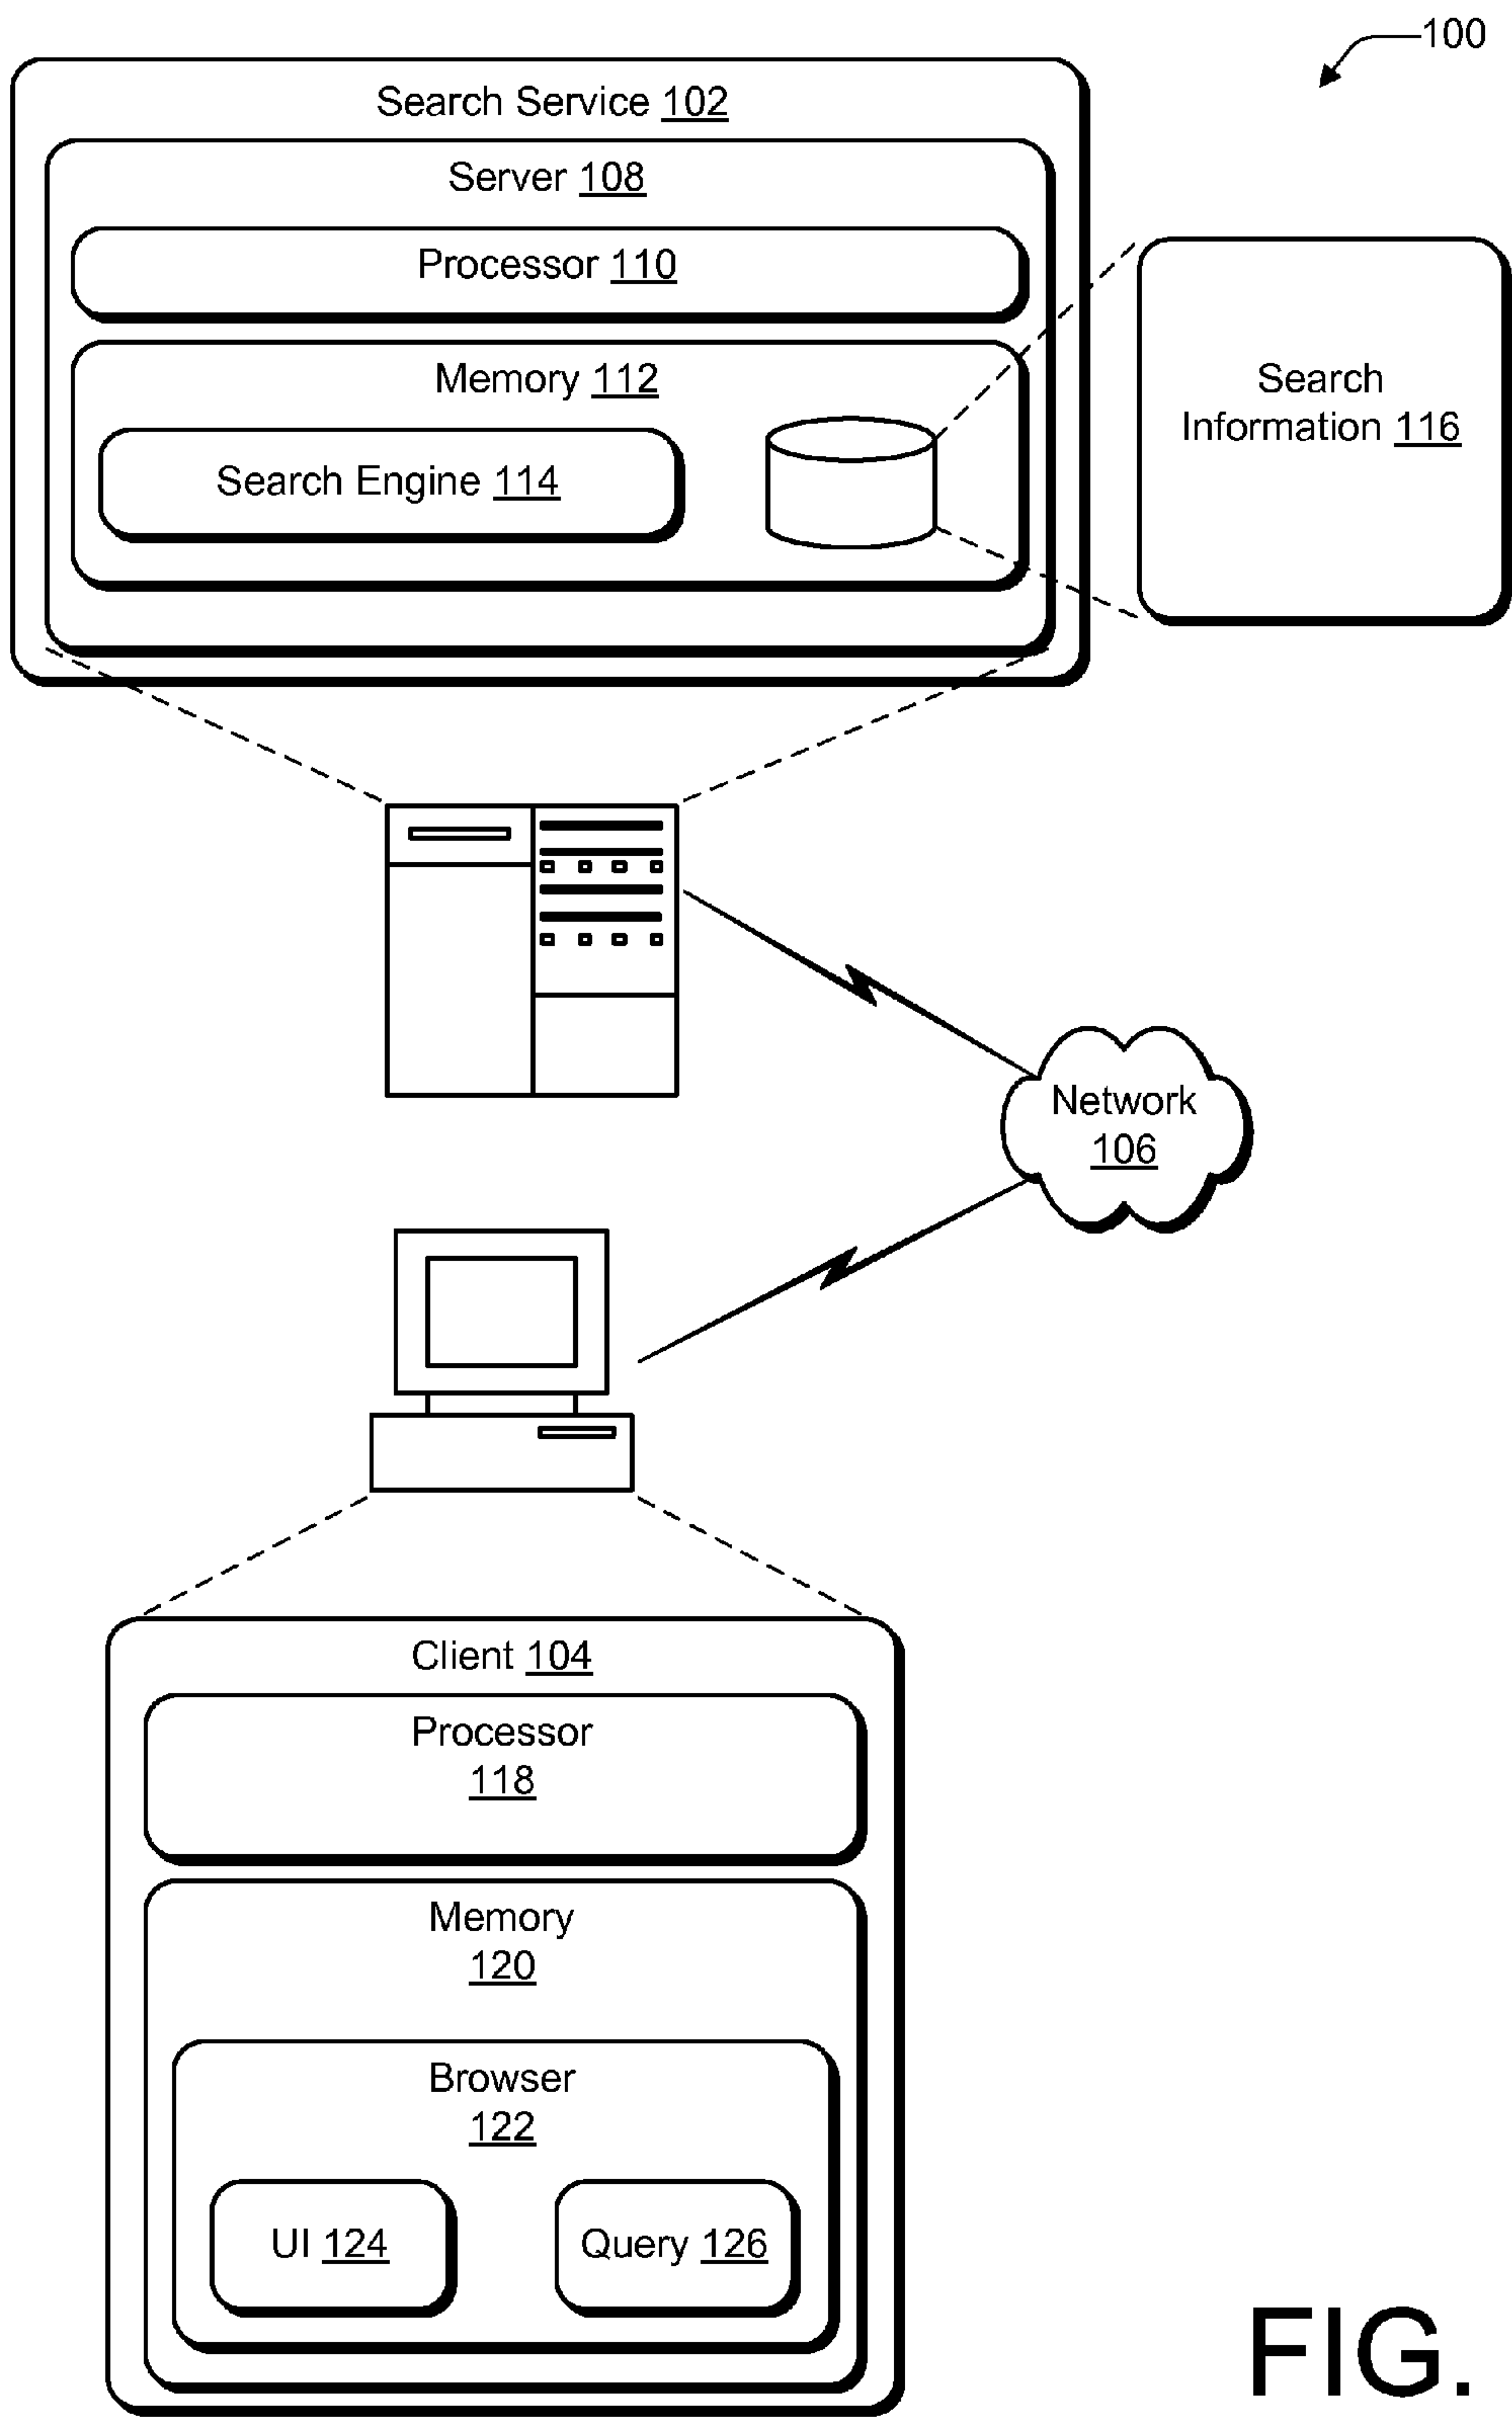 100
Search Service 102
Server 108
Processor 110
Memory 112
Search Engine 114
Search
Information 116
Network
106
Client 104
Processor
118
Memory
120
Browser
122
UI 124
Query 126
FIG.